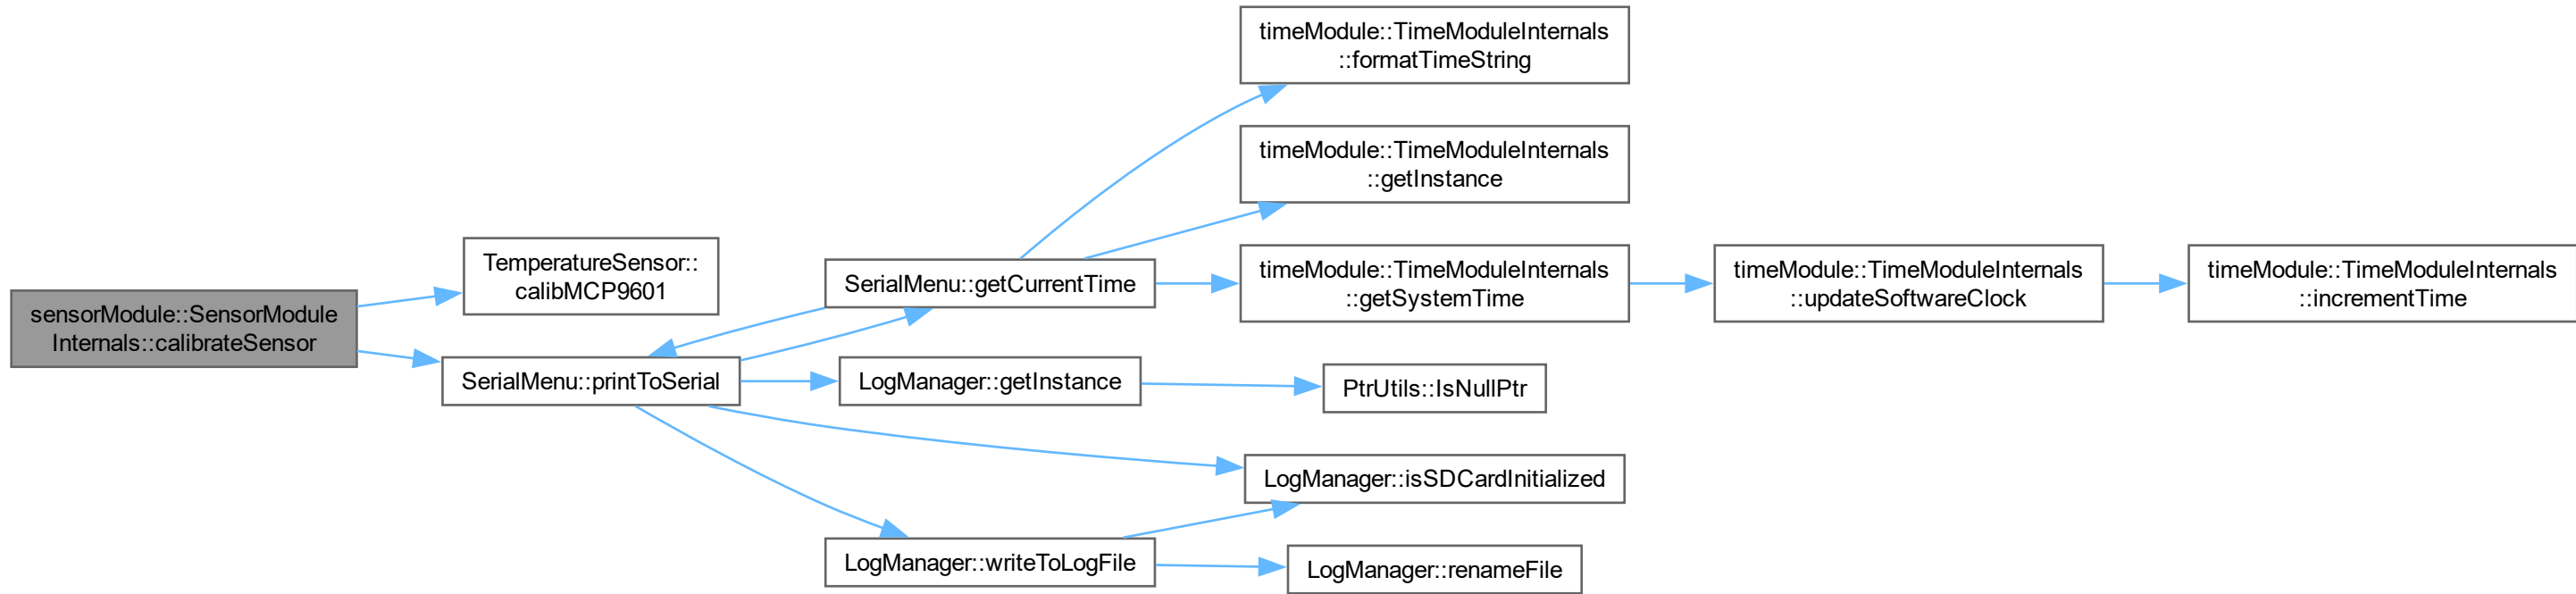 sensorModule::SensorModule
Internals::calibrateSensor
TemperatureSensor::
calibMCP9601
SerialMenu::printToSerial
SerialMenu::getCurrentTime
timeModule::TimeModuleInternals
::formatTimeString
timeModule::TimeModuleInternals
::getInstance
timeModule::TimeModuleInternals
::getSystemTime
timeModule::TimeModuleInternals
::updateSoftwareClock
timeModule::TimeModuleInternals
::incrementTime
LogManager::getInstance
PtrUtils::IsNullPtr
LogManager::isSDCardInitialized
LogManager::writeToLogFile
LogManager::renameFile